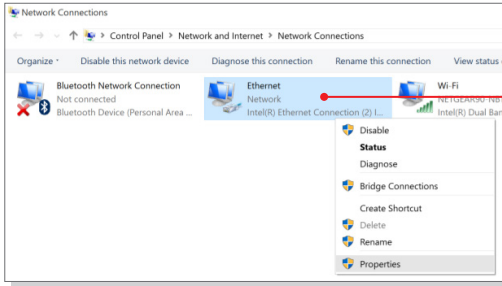 Network Connections
Control Panel > Network and Internet > Network Connections
Organize Disable this network device Diagnose this connection Rename this connection View status
Bluetooth Network Connection
Not connected
Bluetooth Device (Personal Area ...
Ethernet
Network
Intel(R) Ethernet Connection (2) I...
Wi-Fi
Intel(R) Dual Ban
Disable
Status
Diagnose
Bridge Connections
Create Shortcut
Delete
Rename
Properties